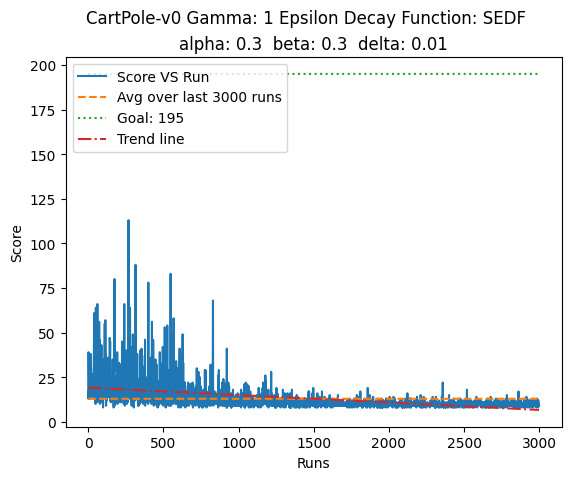 CartPole-v0 Gamma: 1 Epsilon Decay Function: SEDF
alpha: 0.3  beta: 0.3  delta: 0.01
Score VS Run
Avg over last 3000 runs
Goal: 195
Trend line
200
175
150
125
100
75
50
25
0
Score
0 500 1000 1500 2000 2500 3000
Runs